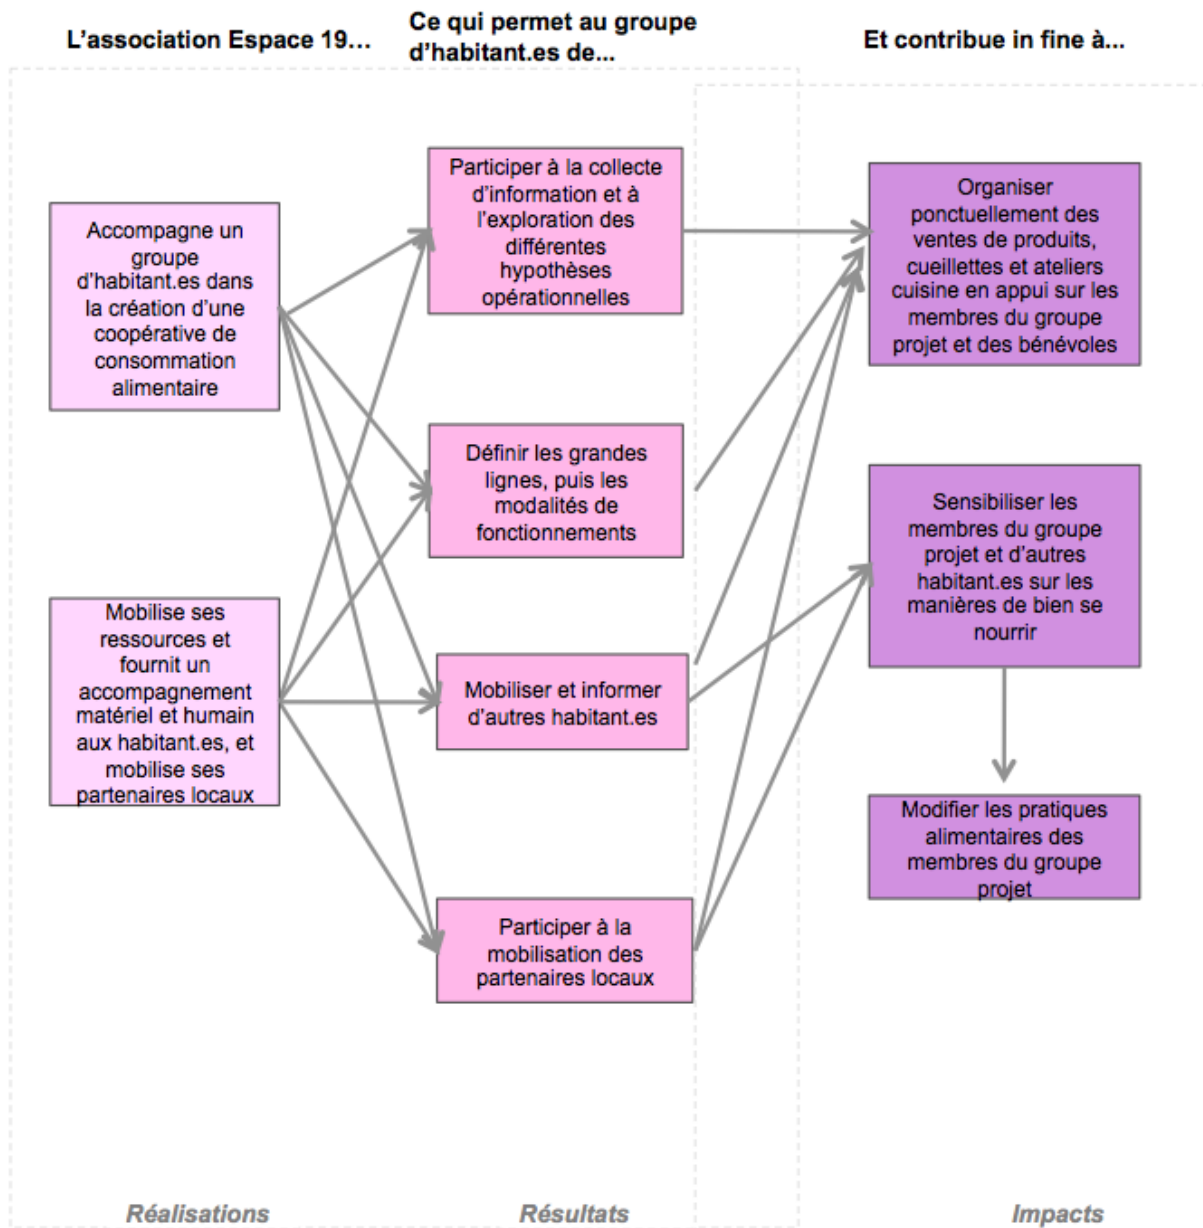 L’association Espace 19…
Ce qui permet au groupe
d’habitant.es de...
Et contribue in fine à...
Accompagne un
groupe
d’habitant.es dans
la création d’une
coopérative de
consommation
alimentaire
Mobilise ses
ressources et
fournit un
accompagnement
matériel et humain
aux habitant.es, et
mobilise ses
partenaires locaux
Participer à la collecte
d’information et à
l’exploration des
différentes
hypothèses
opérationnelles
Définir les grandes
lignes, puis les
modalités de
fonctionnements
Mobiliser et informer
d’autres habitant.es
Participer à la
mobilisation des
partenaires locaux
Organiser
ponctuellement des
ventes de produits,
cueillettes et ateliers
cuisine en appui sur les
membres du groupe
projet et des bénévoles
Sensibiliser les
membres du groupe
projet et d’autres
habitant.es sur les
manières de bien se
nourrir
Modifier les pratiques
alimentaires des
membres du groupe
projet
Réalisations
Résultats
Impacts